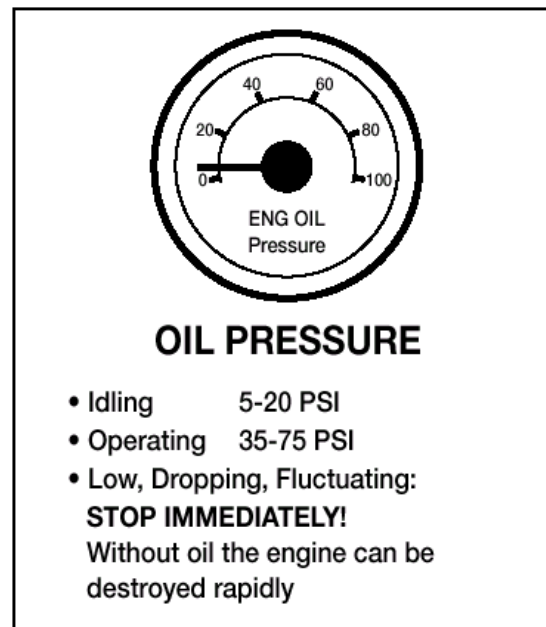 40 60
20 80
0 100
ENG OIL
Pressure
OIL PRESSURE
• Idling 5-20 PSI
• Operating 35-75 PSI
• Low, Dropping, Fluctuating:
STOP IMMEDIATELY!
Without oil the engine can be
destroyed rapidly